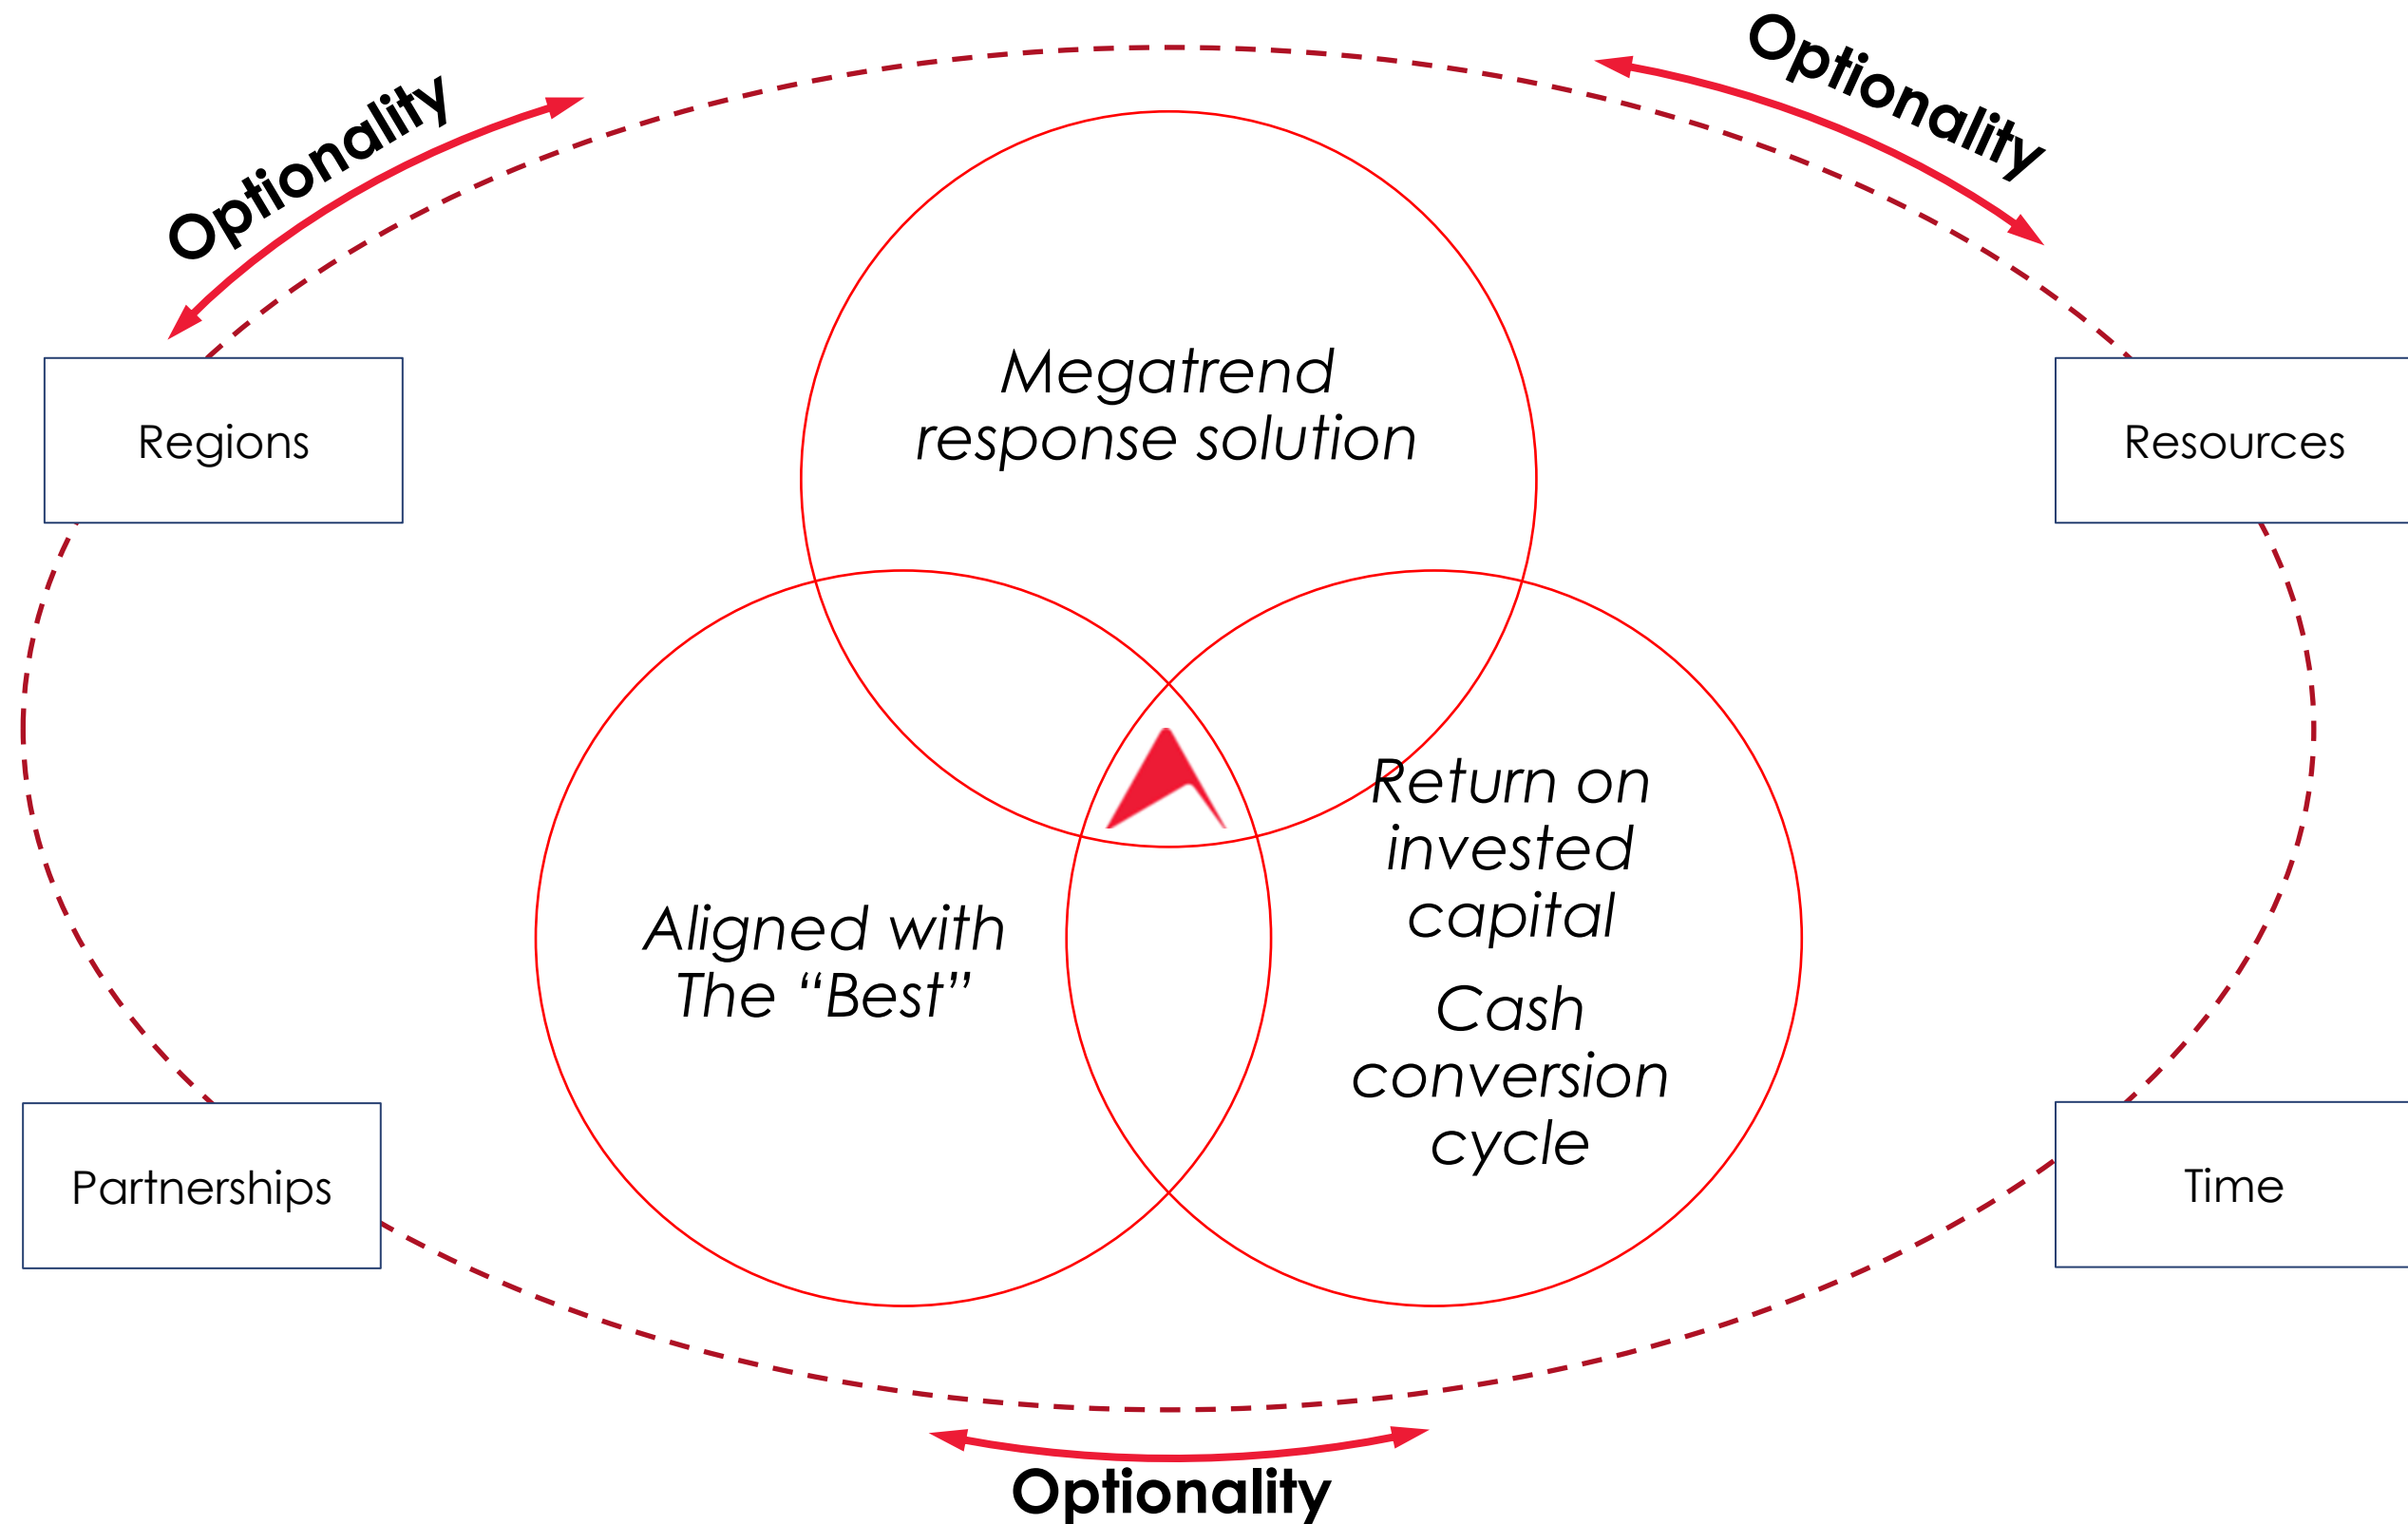 Optionality
Optionality
Megatrend
response solution
Regions
Resources
Return on
invested
capital
Cash
conversion
cycle
Aligned with
The “Best”
Partnerships
Time
Optionality